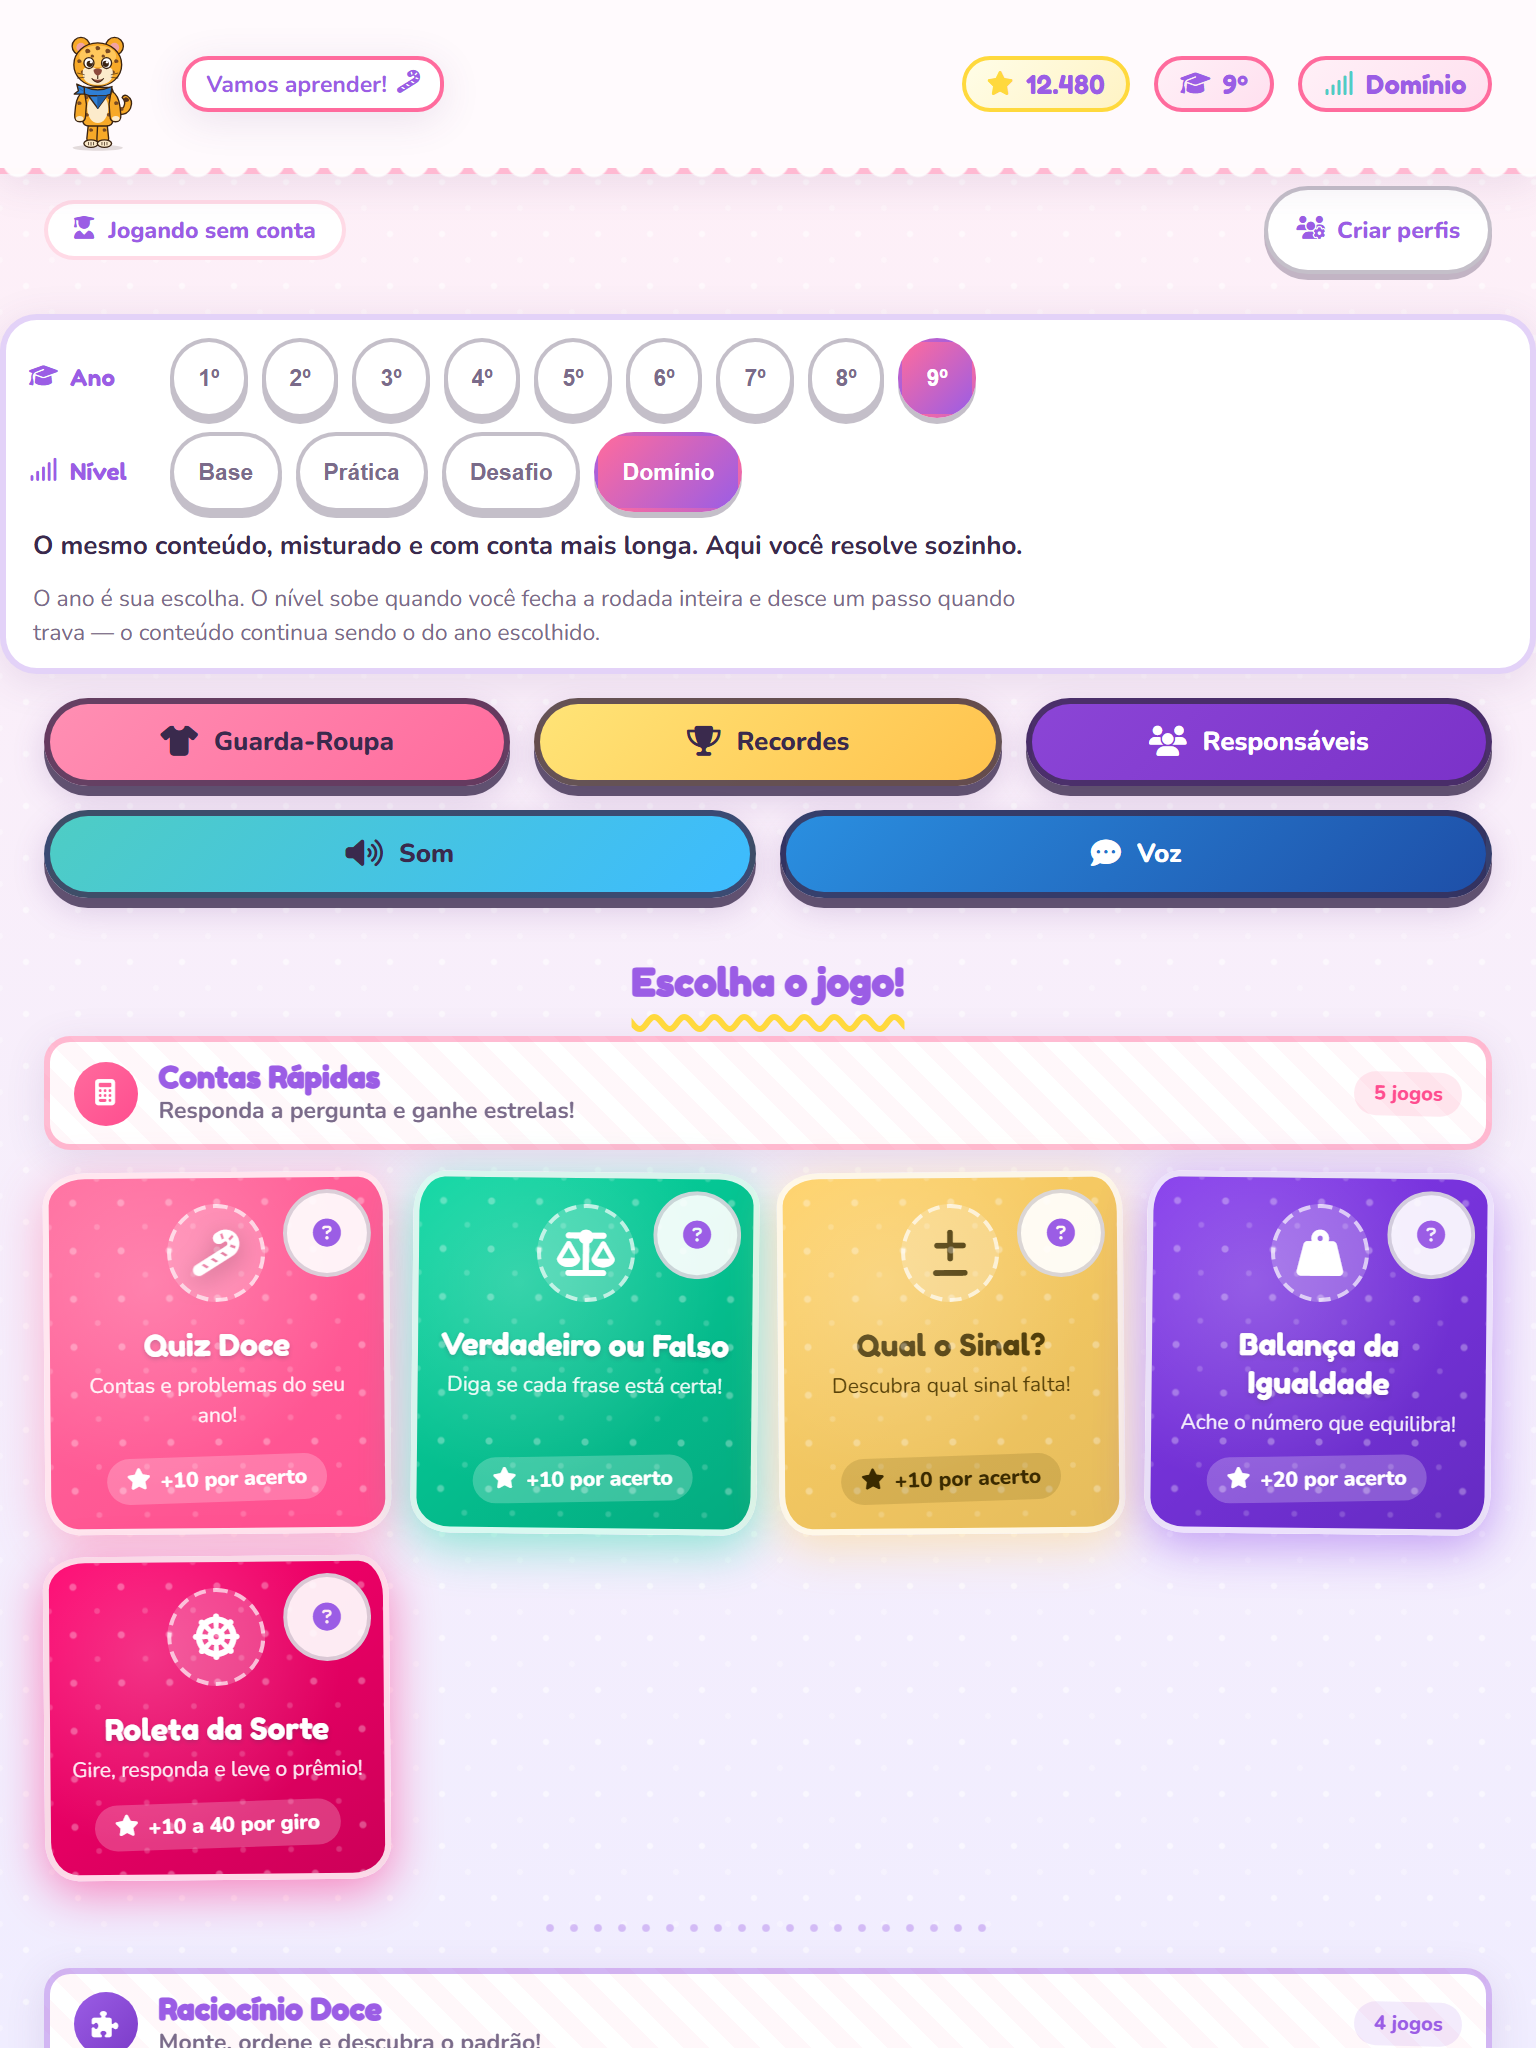 Vamos aprender!
12.480
9º
Domínio
Jogando sem conta
Criar perfis
Ano
1º
2º
3º
4º
5º
6º
7º
8º
9º
Nível
Base
Prática
Desafio
Domínio
O mesmo conteúdo, misturado e com conta mais longa. Aqui você resolve sozinho.
O ano é sua escolha. O nível sobe quando você fecha a rodada inteira e desce um passo quando
trava — o conteúdo continua sendo o do ano escolhido.
Guarda-Roupa
Recordes
Responsáveis
Som
Voz
Escolha o jogo!
Contas Rápidas
Responda a pergunta e ganhe estrelas!
5 jogos
?
Quiz Doce
Contas e problemas do seu
ano!
+10 por acerto
?
Verdadeiro ou Falso
Diga se cada frase está certa!
+10 por acerto
?
Qual o Sinal?
Descubra qual sinal falta!
+10 por acerto
?
Balança da
Igualdade
Ache o número que equilibra!
+20 por acerto
?
Roleta da Sorte
Gire, responda e leve o prêmio!
+10 a 40 por giro
Raciocínio Doce
Monte, ordene e descubra o padrão!
4 jogos